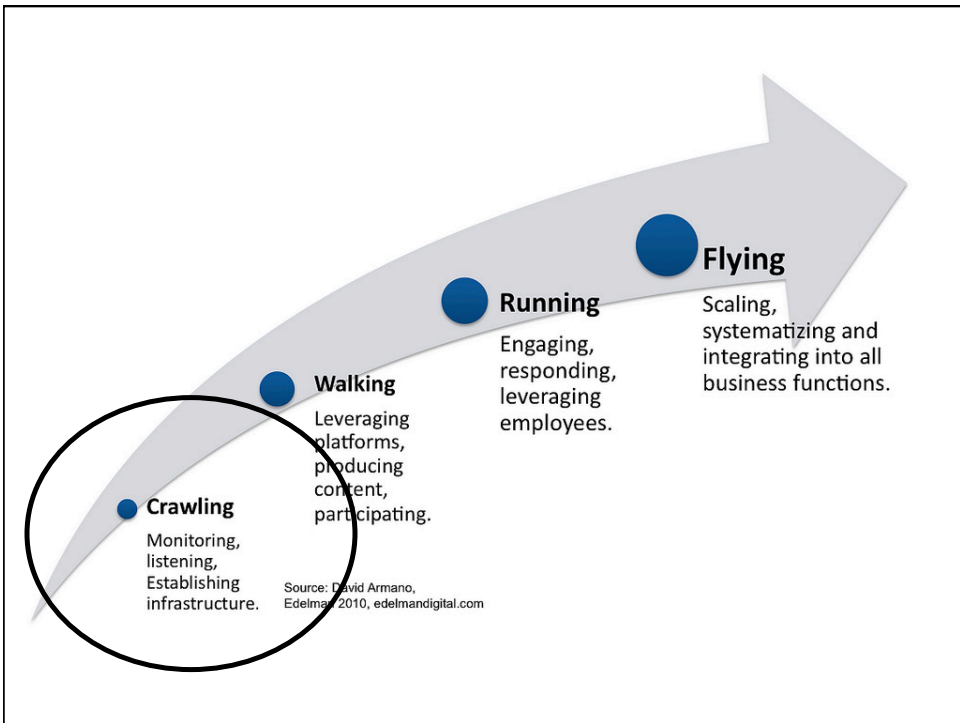 Flying
Scaling,
systematizing and
integrating into all
business functions.
Running
Engaging,
responding,
leveraging
employees.
Walking
Leveraging
platforms,
producing
content,
participating.
Crawling
Monitoring,
listening,
Establishing
infrastructure.
Source: David Armano,
Edelman 2010, edelmandigital.com